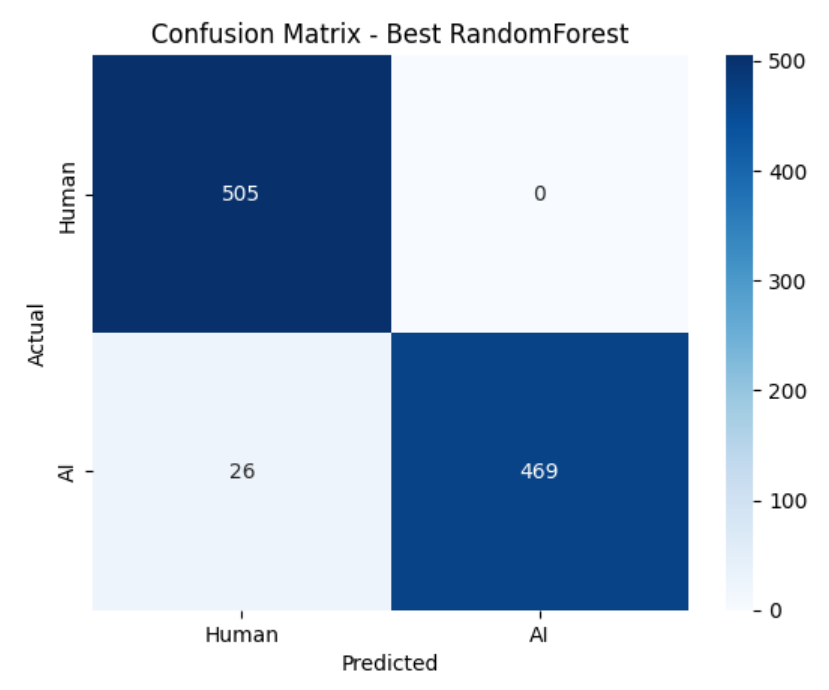 Confusion Matrix - Best RandomForest
Actual
Human
505
0
AI
26
469
Human
AI
Predicted
500
400
300
200
100
0